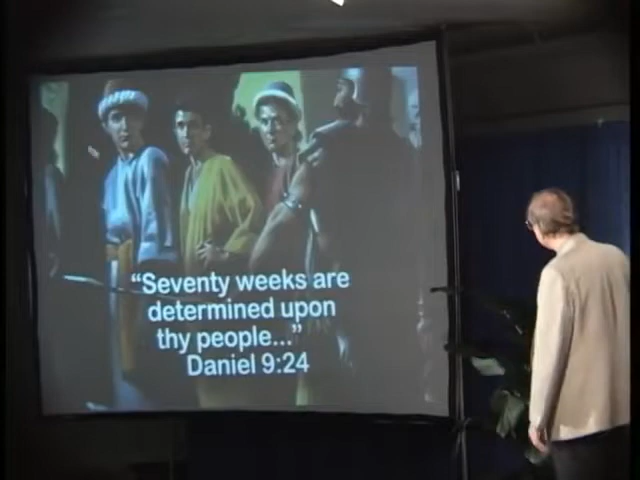 “Seventy weeks are
determined upon
thy people...”
Daniel 9:24